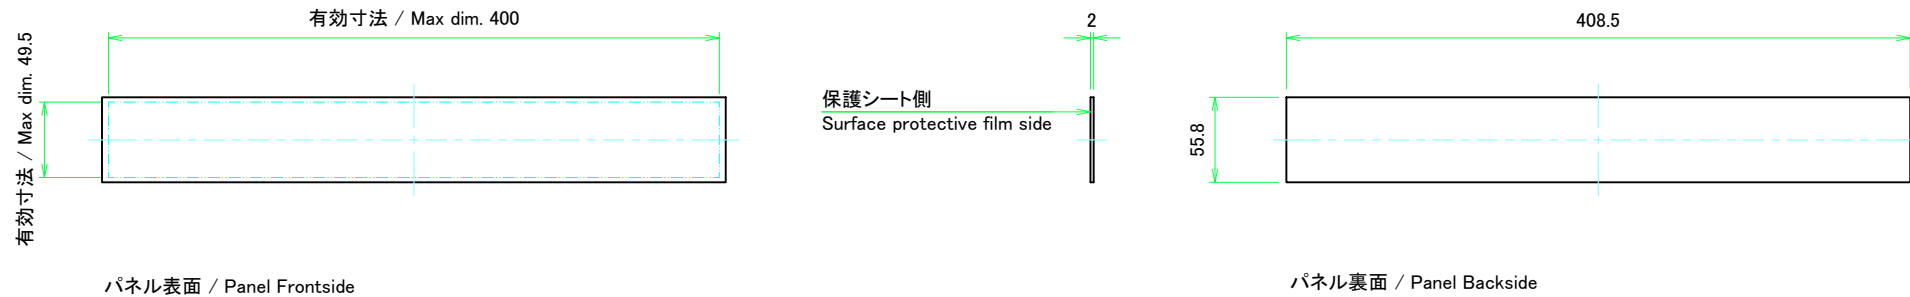 有効寸法 / Max dim. 400
有効寸法 / Max dim. 49.5
パネル表面 / Panel Frontside
2
保護シート側
Surface protective film side
408.5
55.8
パネル裏面 / Panel Backside